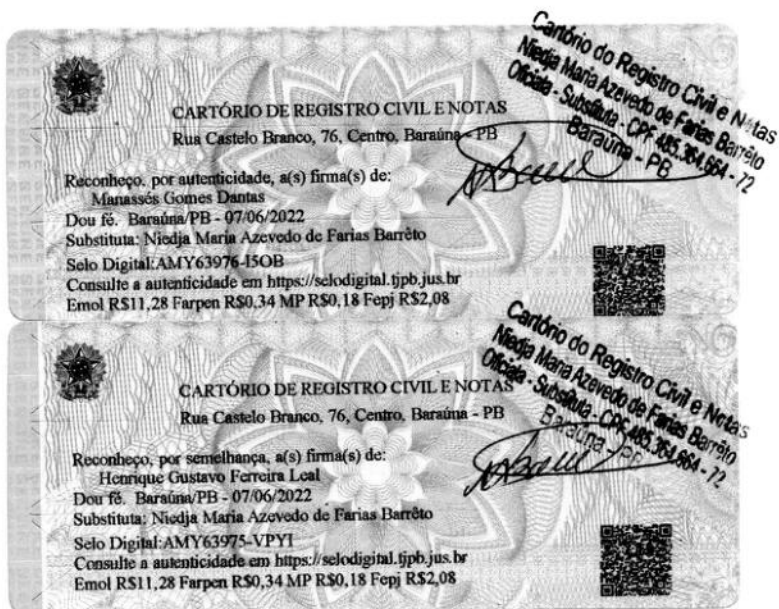 CARTÓRIO DE REGISTRO CIVIL E NOTAS
Rua Castelo Branco, 76, Centro, Baraúna - PB
Reconheço, por autenticidade, a(s) firma(s) de:
Manassés Gomes Dantas
Dou fé. Baraúna/PB - 07/06/2022
Substituta: Niedja Maria Azevedo de Farias Barrêto
Selo Digital:AMY63976-I5OB
Consulte a autenticidade em https://selodigital.tjpb.jus.br
Emol R$11,28 Farpen R$0,34 MP R$0,18 Fepj R$2,08
Cartório do Registro Civil e Notas
Niedja Maria Azevedo de Farias Barrêto
Oficiala - Substituta - CPF 485.364.664 - 72
Baraúna - PB
CARTÓRIO DE REGISTRO CIVIL E NOTAS
Rua Castelo Branco, 76, Centro, Baraúna - PB
Reconheço, por semelhança, a(s) firma(s) de:
Henrique Gustavo Ferreira Leal
Dou fé. Baraúna/PB - 07/06/2022
Substituta: Niedja Maria Azevedo de Farias Barrêto
Selo Digital:AMY63975-VPYI
Consulte a autenticidade em https://selodigital.tjpb.jus.br
Emol R$11,28 Farpen R$0,34 MP R$0,18 Fepj R$2,08
Cartório do Registro Civil e Notas
Niedja Maria Azevedo de Farias Barrêto
Oficiala - Substituta - CPF 485.364.664 - 72
Baraúna - PB